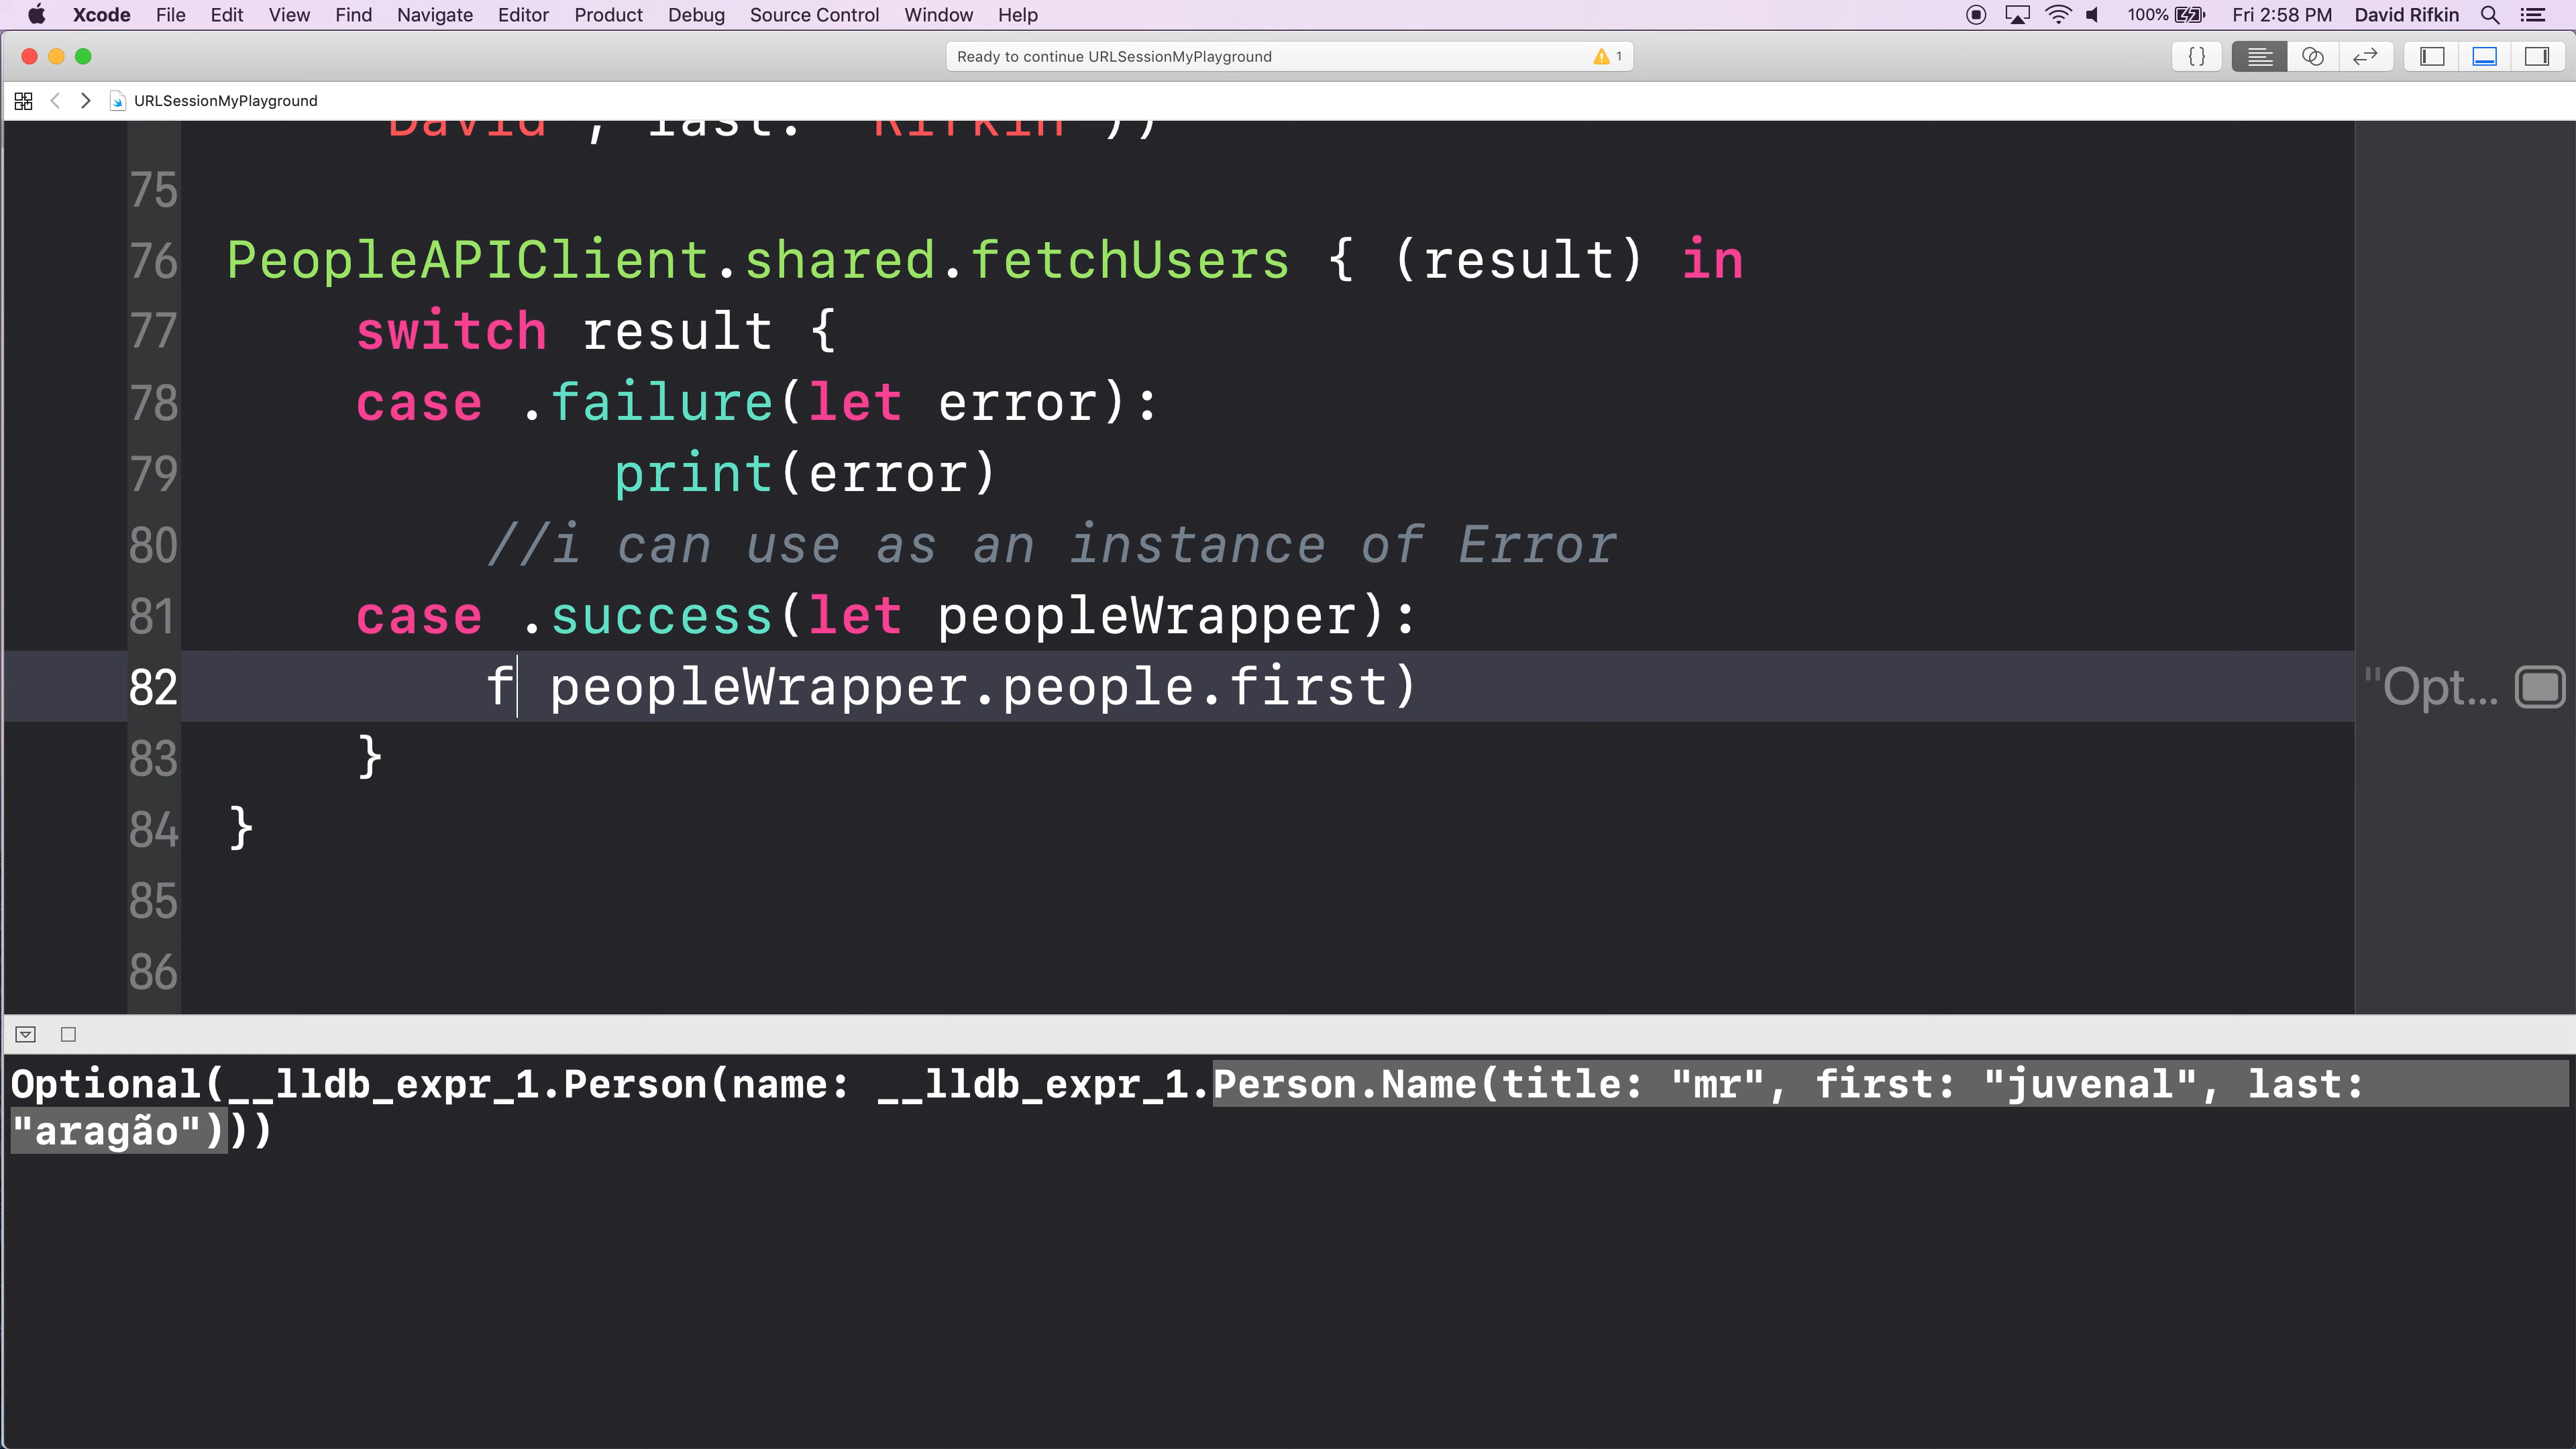 Xcode File Edit View Find Navigate Editor Product Debug Source Control Window Help 100% Fri 2:58 PM David Rifkin
Ready to continue URLSessionMyPlayground 1 { }
URLSessionMyPlayground
"David", last: "Rifkin"))
75
76 PeopleAPIClient.shared.fetchUsers { (result) in
77 switch result {
78 case .failure(let error):
79 print(error)
80 //i can use as an instance of Error
81 case .success(let peopleWrapper):
82 f peopleWrapper.people.first) "Opt...
83 }
84 }
85
86
Optional(__lldb_expr_1.Person(name: __lldb_expr_1.Person.Name(title: "mr", first: "juvenal", last:
"aragão")))